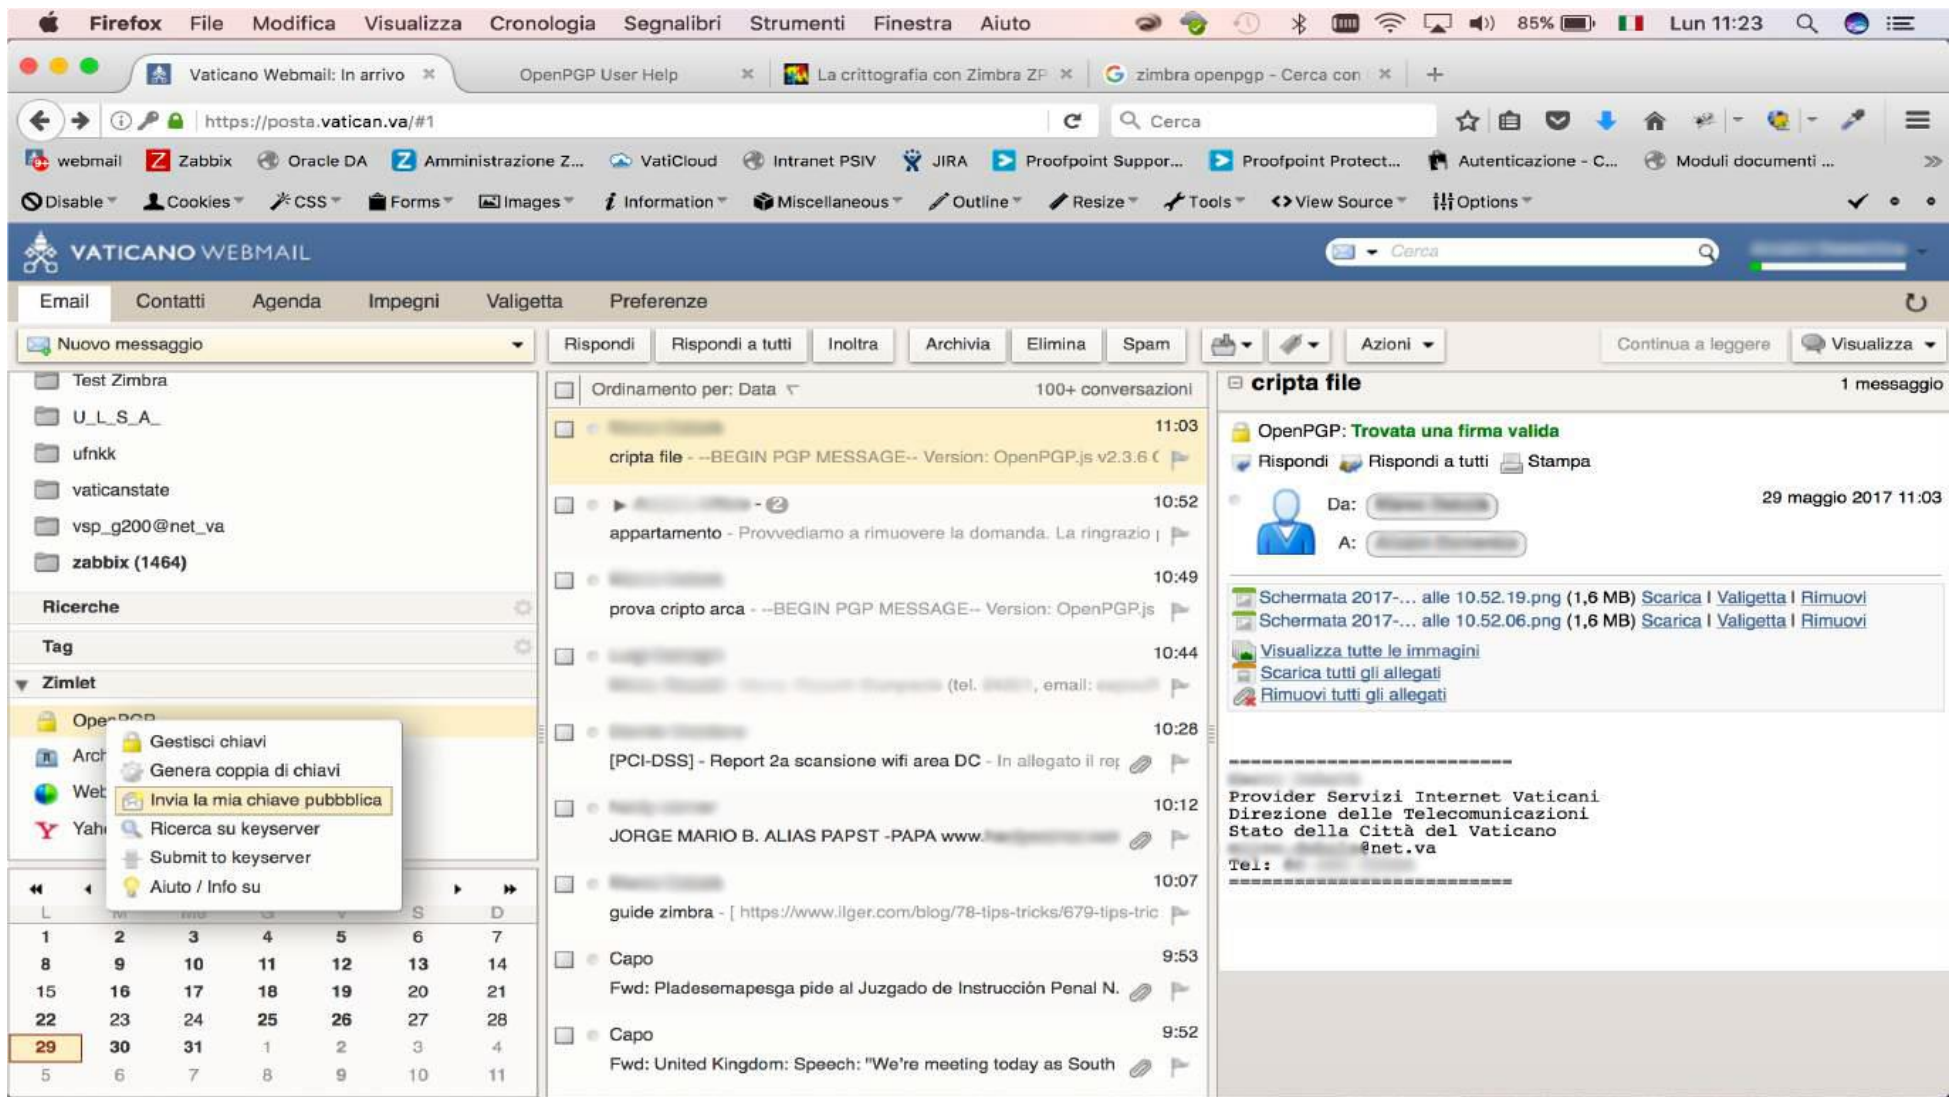 Firefox File Modifica Visualizza Cronologia Segnalibri Strumenti Finestra Aiuto 85% Lun 11:23
Vaticano Webmail: In arrivo × OpenPGP User Help × La crittografia con Zimbra ZP × zimbra openpgp - Cerca con × +
https://posta.vatican.va/#1 Cerca
webmail Zabbix Oracle DA Amministrazione Z... VatiCloud Intranet PSIV JIRA Proofpoint Suppor... Proofpoint Protect... Autenticazione - C... Moduli documenti ... >>
Disable Cookies CSS Forms Images Information Miscellaneous Outline Resize Tools View Source Options
VATICANO WEBMAIL Cerca
Email Contatti Agenda Impegni Valigetta Preferenze
Nuovo messaggio Rispondi Rispondi a tutti Inoltra Archivia Elimina Spam Azioni Continua a leggere Visualizza
Test Zimbra
U_L_S_A_
ufnkk
vaticanstate
vsp_g200@net_va
zabbix (1464)
Ricerche
Tag
Zimlet
OpenPGP
Arch
Web
Yah
Gestisci chiavi
Genera coppia di chiavi
Invia la mia chiave pubbblica
Ricerca su keyserver
Submit to keyserver
Aiuto / Info su
L M Me G V S D
1 2 3 4 5 6 7
8 9 10 11 12 13 14
15 16 17 18 19 20 21
22 23 24 25 26 27 28
29 30 31 1 2 3 4
5 6 7 8 9 10 11
Ordinamento per: Data 100+ conversazioni
11:03
cripta file - --BEGIN PGP MESSAGE-- Version: OpenPGP.js v2.3.6 C
- 2 10:52
appartamento - Provvediamo a rimuovere la domanda. La ringrazio p
10:49
prova cripto arca - --BEGIN PGP MESSAGE-- Version: OpenPGP.js
10:44
(tel. , email:
10:28
[PCI-DSS] - Report 2a scansione wifi area DC - In allegato il rep
10:12
JORGE MARIO B. ALIAS PAPST -PAPA www.
10:07
guide zimbra - [ https://www.ilger.com/blog/78-tips-tricks/679-tips-tric
Capo 9:53
Fwd: Pladesemapesga pide al Juzgado de Instrucción Penal N.
Capo 9:52
Fwd: United Kingdom: Speech: "We're meeting today as South
cripta file 1 messaggio
OpenPGP: Trovata una firma valida
Rispondi Rispondi a tutti Stampa
Da: 29 maggio 2017 11:03
A:
Schermata 2017-... alle 10.52.19.png (1,6 MB) Scarica | Valigetta | Rimuovi
Schermata 2017-... alle 10.52.06.png (1,6 MB) Scarica | Valigetta | Rimuovi
Visualizza tutte le immagini
Scarica tutti gli allegati
Rimuovi tutti gli allegati
==========================
Provider Servizi Internet Vaticani
Direzione delle Telecomunicazioni
Stato della Città del Vaticano
@net.va
Tel:
==========================